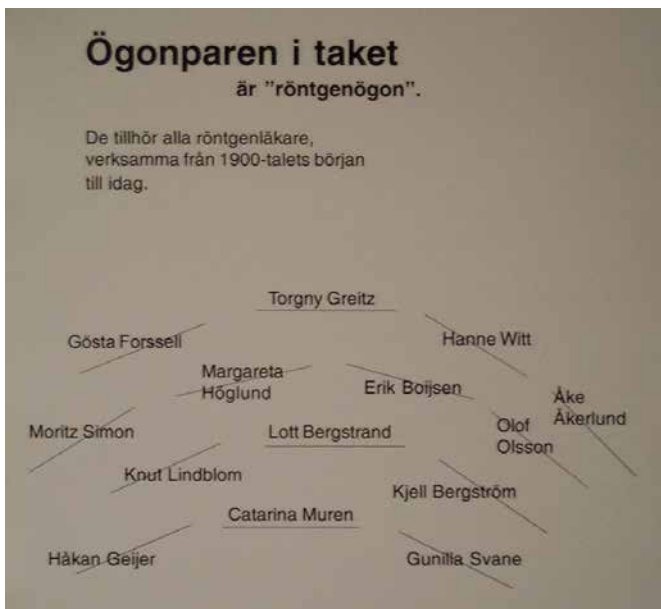 Ögonparen i taket
är ”röntgenögon”.
De tillhör alla röntgenläkare,
verksamma från 1900-talets början
till idag.
Torgny Greitz
Gösta Forssell
Hanne Witt
Margareta
Höglund
Erik Boijsen
Åke
Åkerlund
Moritz Simon
Lott Bergstrand
Olof
Olsson
Knut Lindblom
Kjell Bergström
Catarina Muren
Håkan Geijer
Gunilla Svane